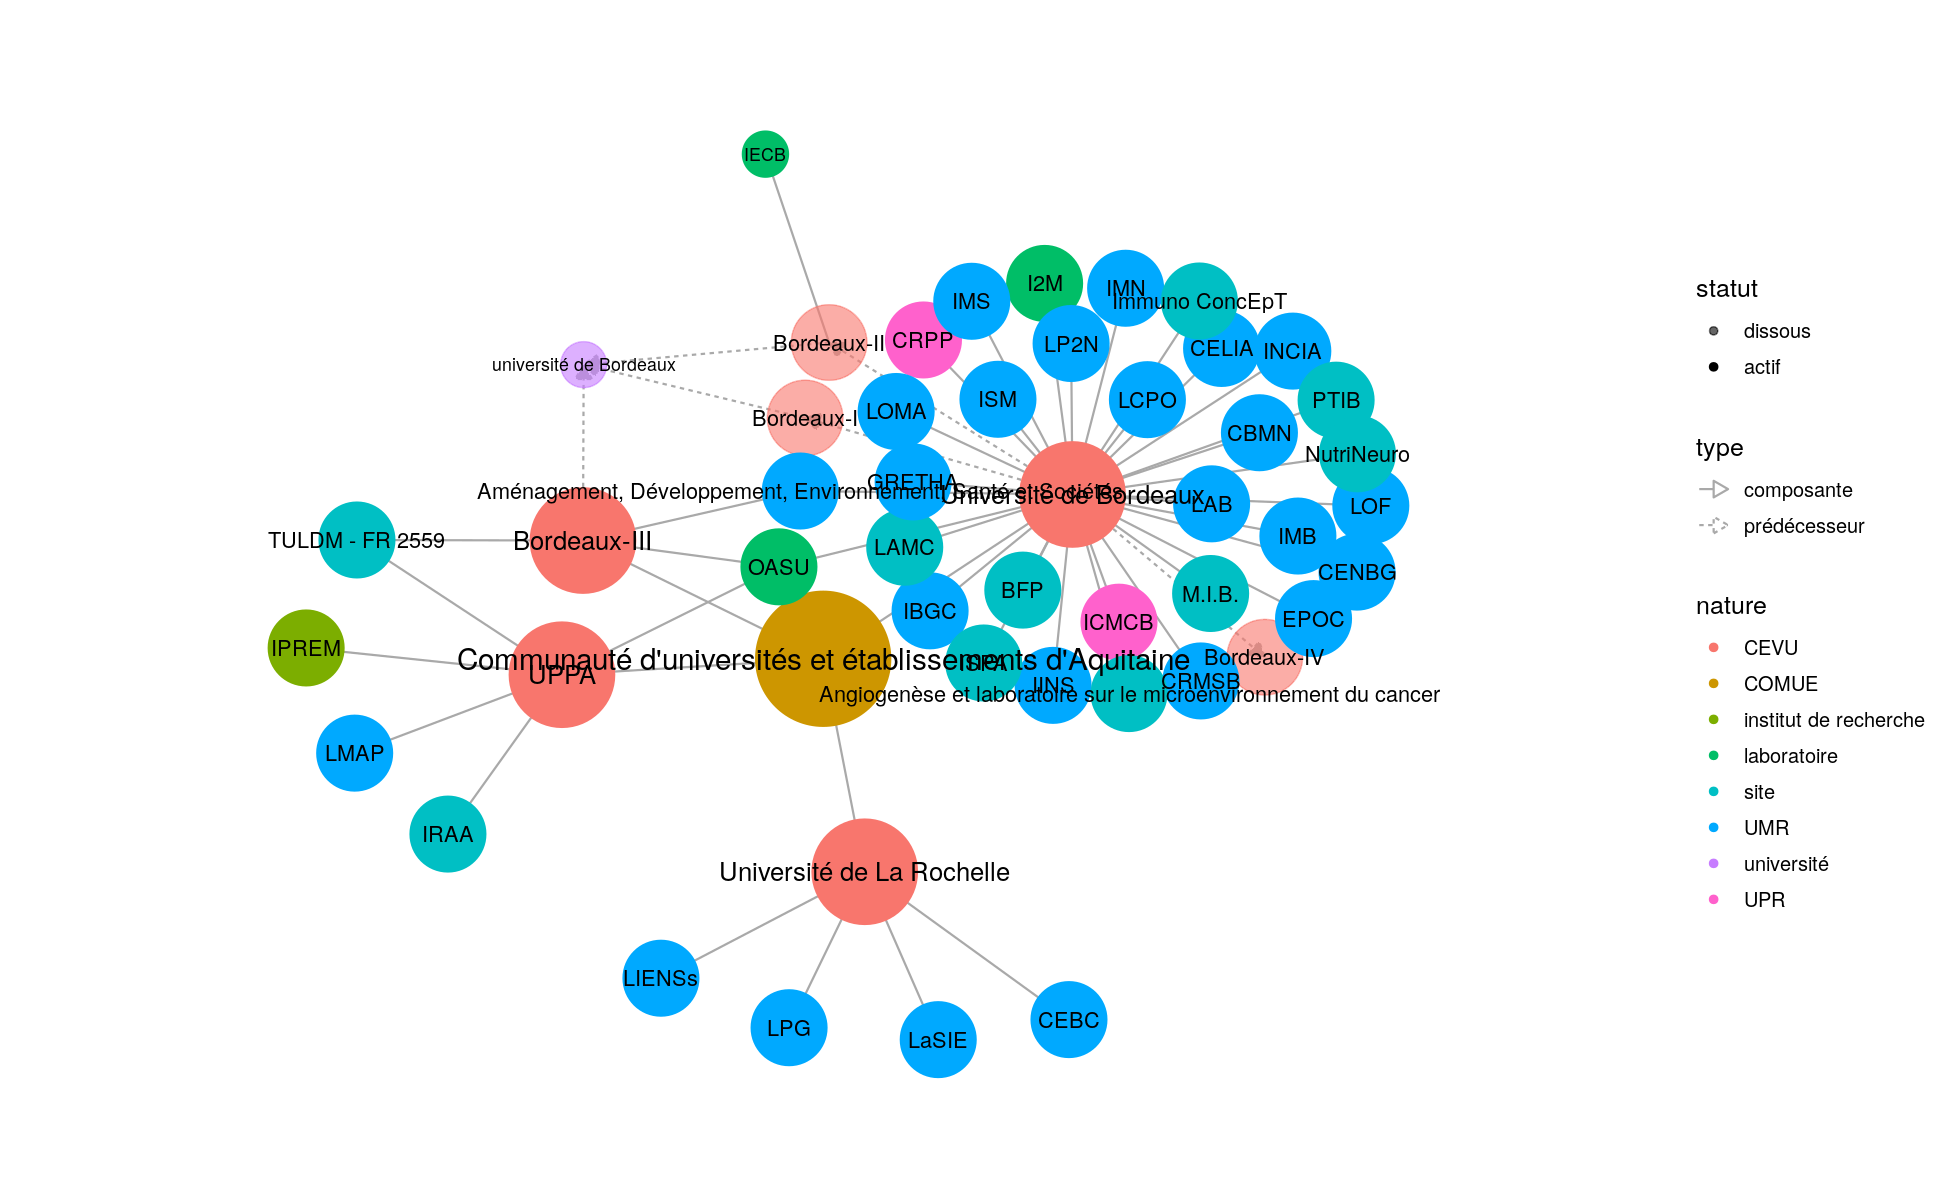 IECB
I2M
IMN
IMS
Immuno ConcEpT
CRPP
Bordeaux-II
LP2N
CELIA
INCIA
université de Bordeaux
ISM
LCPO
PTIB
LOMA
Bordeaux-I
CBMN
NutriNeuro
GRETHA
Aménagement, Développement, Environnement, Santé et Sociétés
Université de Bordeaux
LAB
LOF
IMB
TULDM - FR 2559
Bordeaux-III
LAMC
OASU
CENBG
BFP
M.I.B.
IBGC
ICMCB
EPOC
IPREM
Communauté d'universités et établissements d'Aquitaine
ISPA
Bordeaux-IV
UPPA
IINS
CRMSB
Angiogenèse et laboratoire sur le microenvironnement du cancer
LMAP
IRAA
Université de La Rochelle
LIENSs
LPG
LaSIE
CEBC
statut
dissous
actif
type
composante
prédécesseur
nature
CEVU
COMUE
institut de recherche
laboratoire
site
UMR
université
UPR